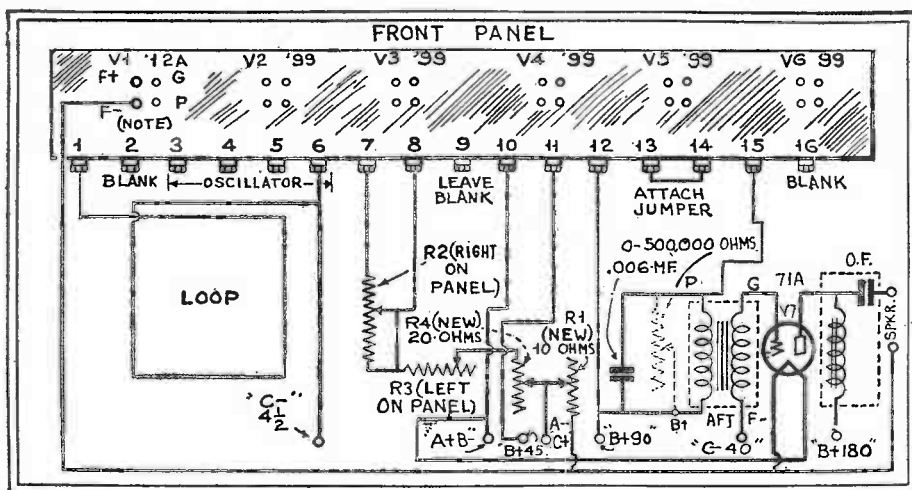 FRONT PANEL
V1 '12A V2 '99 V3 '99 V4 '99 V5 '99 V6 '99
F+ G
F- P
(NOTE)
1 2 3 4 5 6 7 8 9 10 11 12 13 14 15 16
BLANK OSCILLATOR LEAVE BLANK ATTACH JUMPER BLANK
LOOP
R2 (RIGHT ON PANEL)
R4 (NEW) 20 OHMS
R1 (NEW) 10 OHMS
R3 (LEFT ON PANEL)
0-500,000 OHMS
.006-MF.
P G 71A O.F.
V7
SPKR.
"C-" 4½
"A+B-"
"B+45"
A-
C+
"B+90"
B+
AFT F-
"C-40"
"B+180"